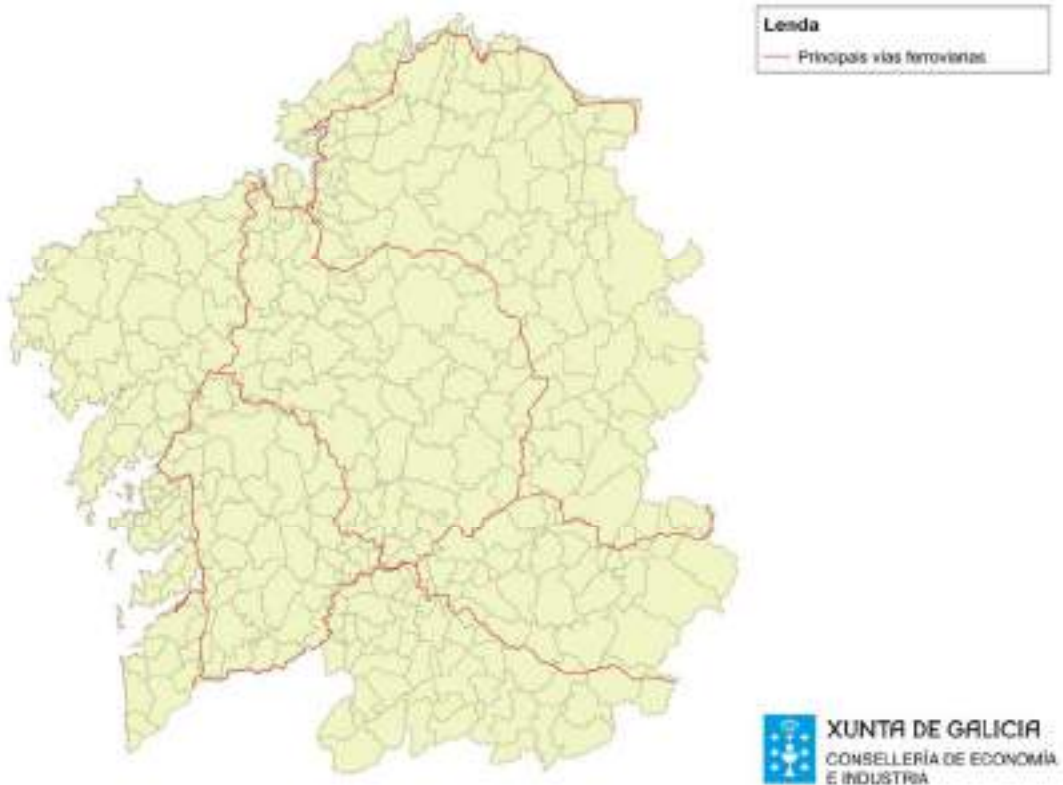 Lenda
Principais vías ferroviarias
XUNTA DE GALICIA
CONSELLERÍA DE ECONOMÍA
E INDUSTRIA